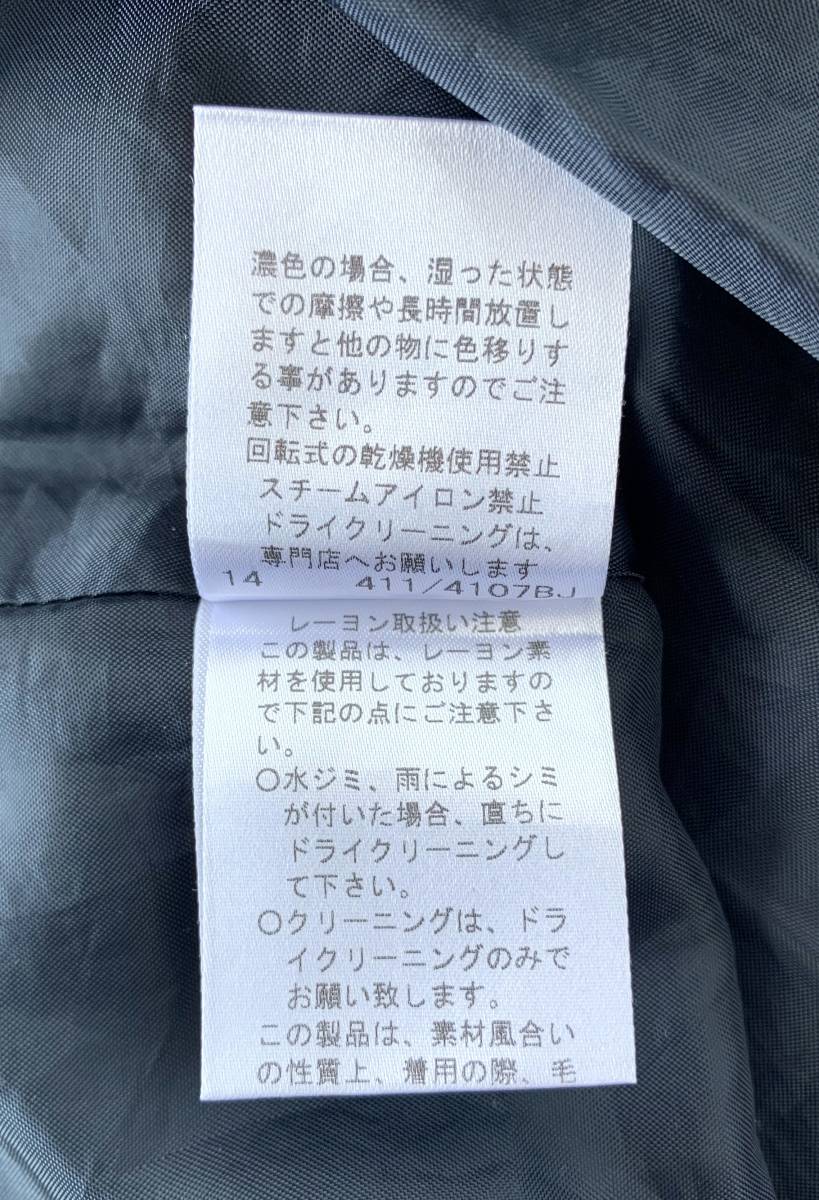 濃色の場合、湿った状態
での摩擦や長時間放置し
ますと他の物に色移りす
る事がありますのでご注
意下さい。
回転式の乾燥機使用禁止
スチームアイロン禁止
ドライクリーニングは、
専門店へお願いします
14 411/4107BJ
レーヨン取扱い注意
この製品は、レーヨン素
材を使用しておりますの
で下記の点にご注意下さ
い。
○水ジミ、雨によるシミ
が付いた場合、直ちに
ドライクリーニングし
て下さい。
○クリーニングは、ドラ
イクリーニングのみで
お願い致します。
この製品は、素材風合い
の性質上、着用の際、毛